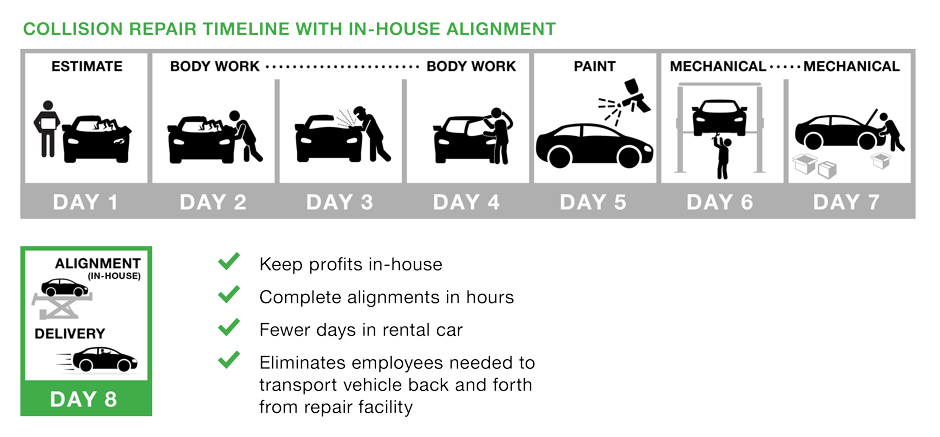 COLLISION REPAIR TIMELINE WITH IN-HOUSE ALIGNMENT
ESTIMATE
BODY WORK ···················· BODY WORK
PAINT
MECHANICAL ····· MECHANICAL
DAY 1
DAY 2
DAY 3
DAY 4
DAY 5
DAY 6
DAY 7
ALIGNMENT
(IN-HOUSE)
DELIVERY
DAY 8
Keep profits in-house
Complete alignments in hours
Fewer days in rental car
Eliminates employees needed to
transport vehicle back and forth
from repair facility